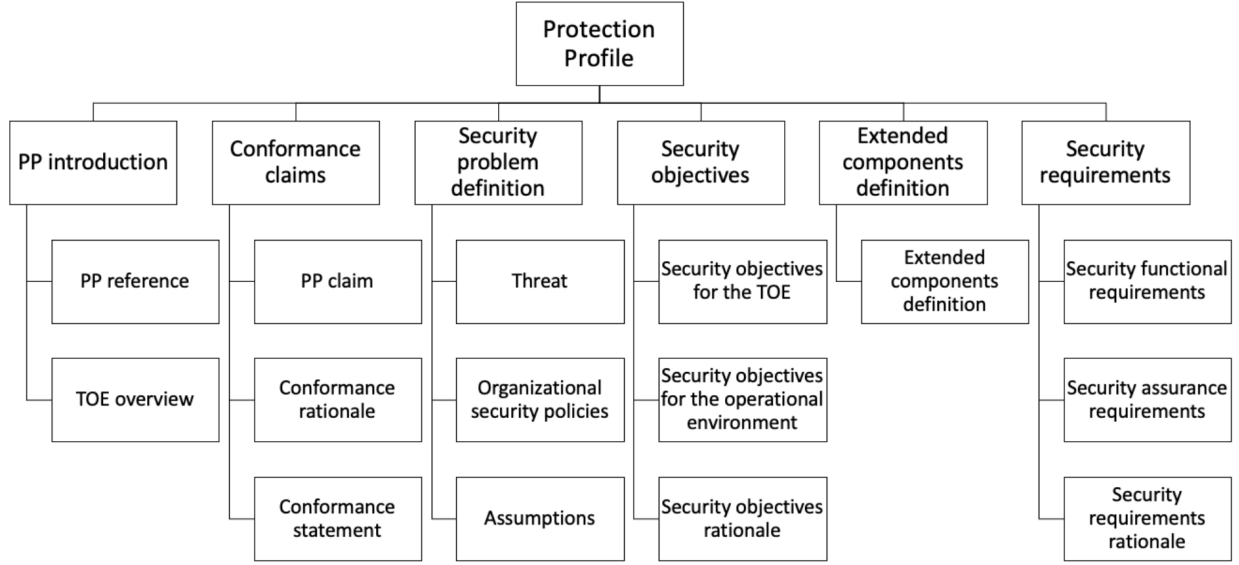 Protection
Profile
PP introduction
Conformance
claims
Security
problem
definition
Security
objectives
Extended
components
definition
Security
requirements
PP reference
PP claim
Threat
Security objectives
for the TOE
Extended
components
definition
Security functional
requirements
TOE overview
Conformance
rationale
Organizational
security policies
Security objectives
for the operational
environment
Security assurance
requirements
Conformance
statement
Assumptions
Security objectives
rationale
Security
requirements
rationale